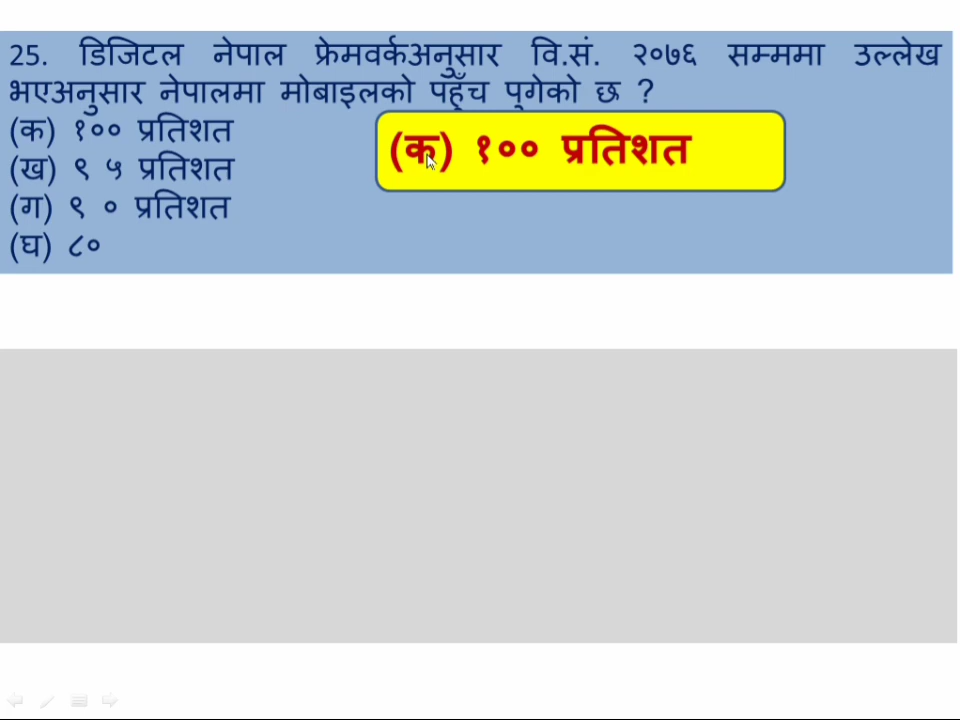 25. डिजिटल नेपाल फ्रेमवर्कअनुसार वि.सं. २०७६ सम्ममा उल्लेख
भएअनुसार नेपालमा मोबाइलको पहुँच पुगेको छ ?
(क) १०० प्रतिशत
(क) १०० प्रतिशत
(ख) ९ ५ प्रतिशत
(ग) ९ ० प्रतिशत
(घ) ८०